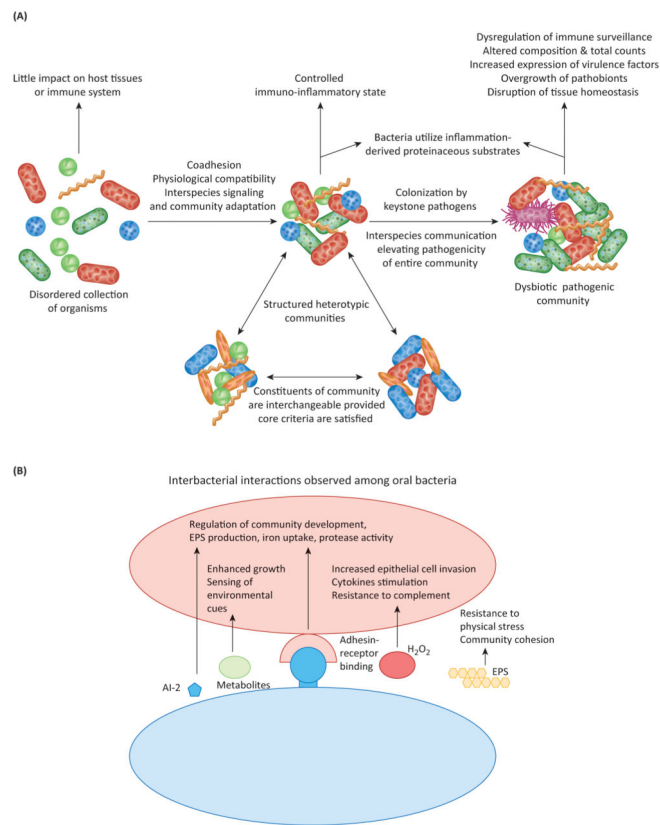 (A)
Dysregulation of immune surveillance
Altered composition & total counts
Increased expression of virulence factors
Overgrowth of pathobionts
Disruption of tissue homeostasis
Little impact on host tissues
or immune system
Controlled
immuno-inflammatory state
Bacteria utilize inflammation-
derived proteinaceous substrates
Coadhesion
Physiological compatibility
Interspecies signaling
and community adaptation
Colonization by
keystone pathogens
Interspecies communication
elevating pathogenicity
of entire community
Disordered collection
of organisms
Dysbiotic pathogenic
community
Structured heterotypic
communities
Constituents of community
are interchangeable provided
core criteria are satisfied
(B)
Interbacterial interactions observed among oral bacteria
Regulation of community development,
EPS production, iron uptake, protease activity
Enhanced growth
Sensing of
environmental
cues
Increased epithelial cell invasion
Cytokines stimulation
Resistance to complement
Resistance to
physical stress
Community cohesion
Adhesin-
receptor
binding
H₂O₂
EPS
AI-2
Metabolites